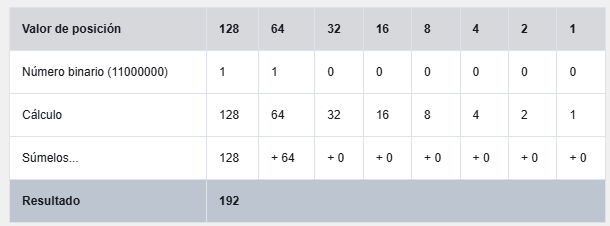 Valor de posición 128 64 32 16 8 4 2 1
Número binario (11000000) 1 1 0 0 0 0 0 0
Cálculo 128 64 32 16 8 4 2 1
Súmelos... 128 + 64 + 0 + 0 + 0 + 0 + 0 + 0
Resultado 192